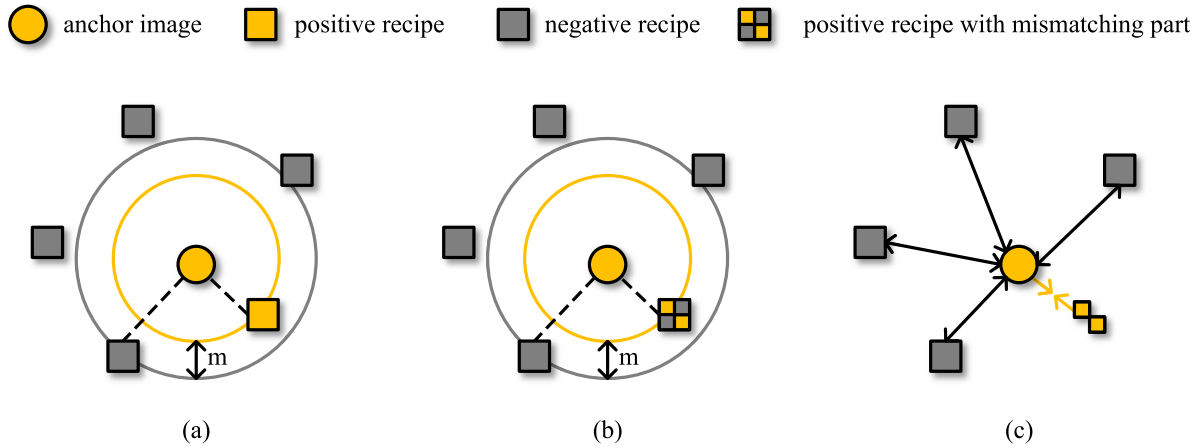 anchor image positive recipe negative recipe positive recipe with mismatching part
m m
(a) (b) (c)